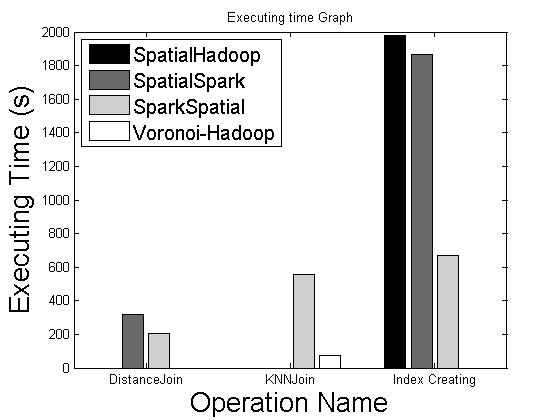 Executing time Graph
2000
1800
1600
1400
1200
1000
800
600
400
200
0
Executing Time (s)
SpatialHadoop
SpatialSpark
SparkSpatial
Voronoi-Hadoop
DistanceJoin
KNNJoin
Index Creating
Operation Name